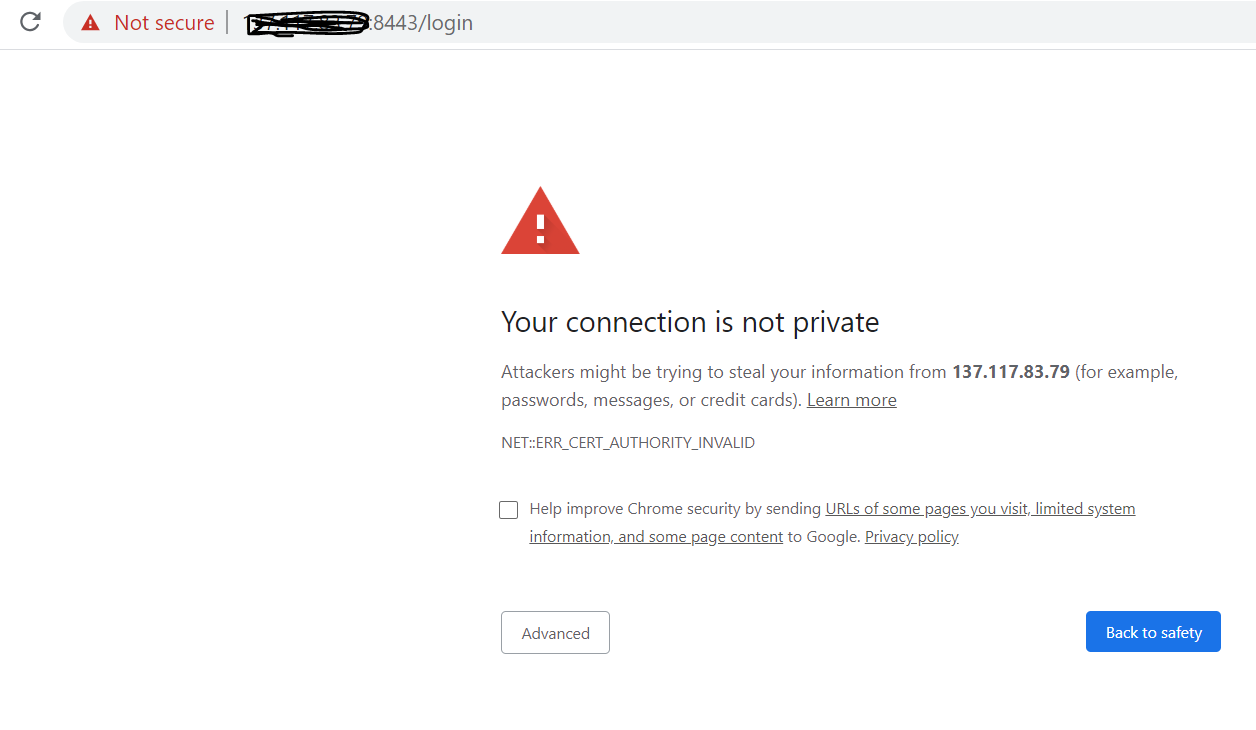 Not secure :8443/login
Your connection is not private
Attackers might be trying to steal your information from 137.117.83.79 (for example,
passwords, messages, or credit cards). Learn more
NET::ERR_CERT_AUTHORITY_INVALID
Help improve Chrome security by sending URLs of some pages you visit, limited system
information, and some page content to Google. Privacy policy
Advanced Back to safety